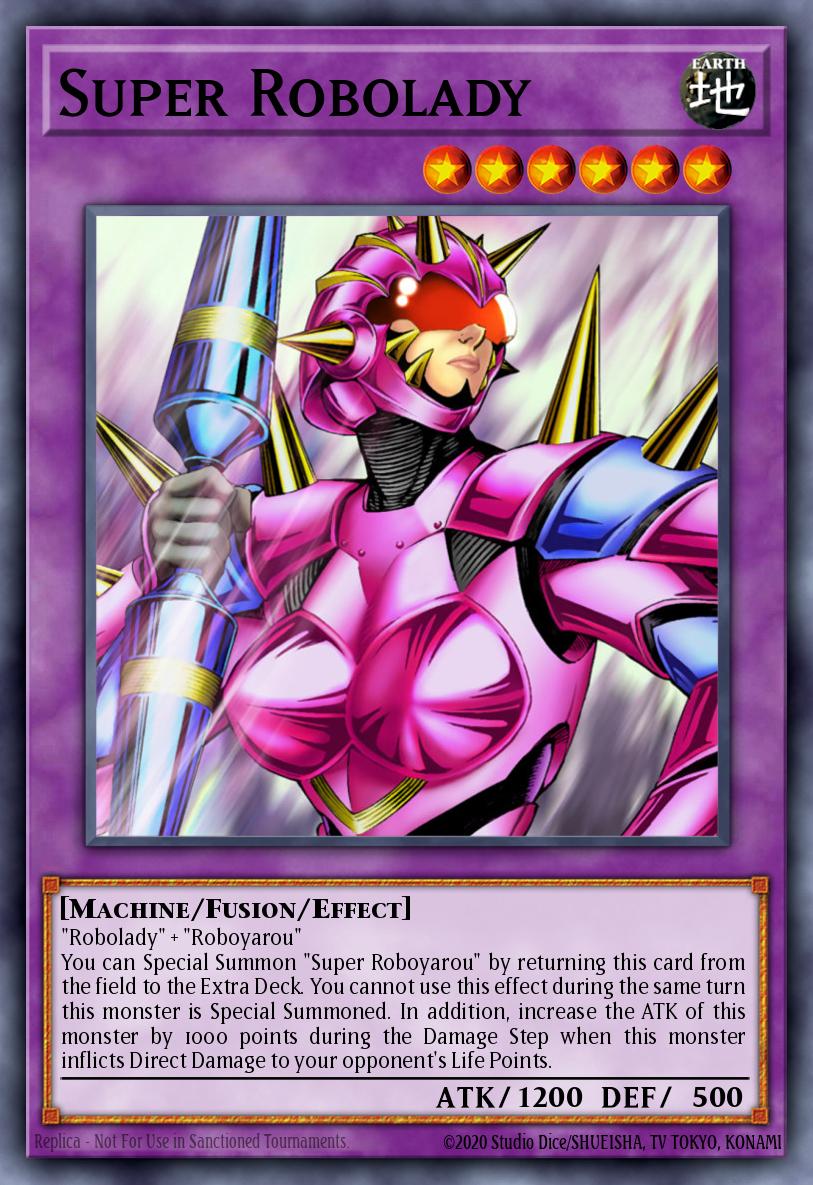 Super Robolady
EARTH
地
[Machine/Fusion/Effect]
"Robolady" + "Roboyarou"
You can Special Summon "Super Roboyarou" by returning this card from
the field to the Extra Deck. You cannot use this effect during the same turn
this monster is Special Summoned. In addition, increase the ATK of this
monster by 1000 points during the Damage Step when this monster
inflicts Direct Damage to your opponent's Life Points.
ATK/ 1200 DEF/ 500
Replica - Not For Use in Sanctioned Tournaments.
©2020 Studio Dice/SHUEISHA, TV TOKYO, KONAMI